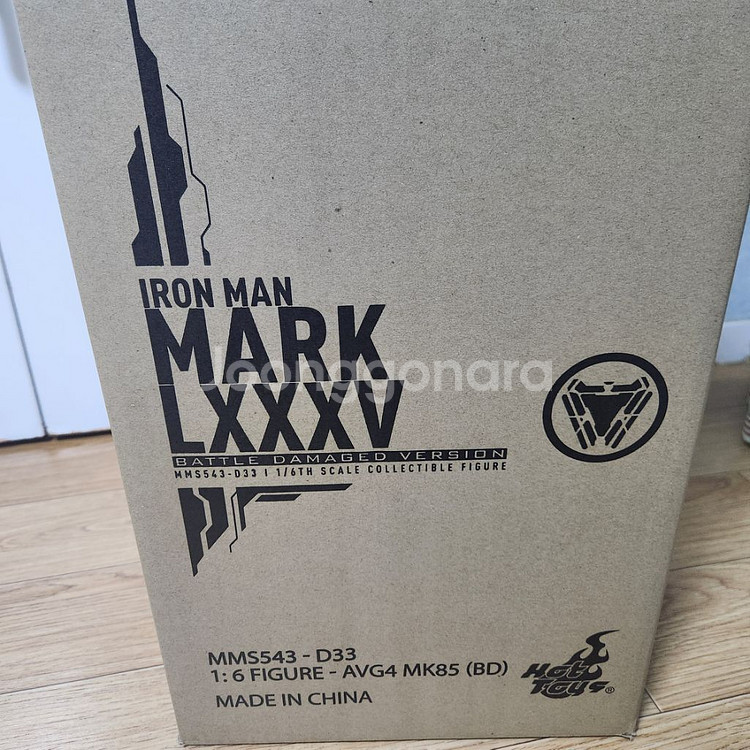 IRON MAN
MARK
LXXXV
BATTLE DAMAGED VERSION
MMS543-D33 | 1/6TH SCALE COLLECTIBLE FIGURE
joonggonara
MMS543 - D33
1:6 FIGURE - AVG4 MK85 (BD)
MADE IN CHINA
Hot
Toys®